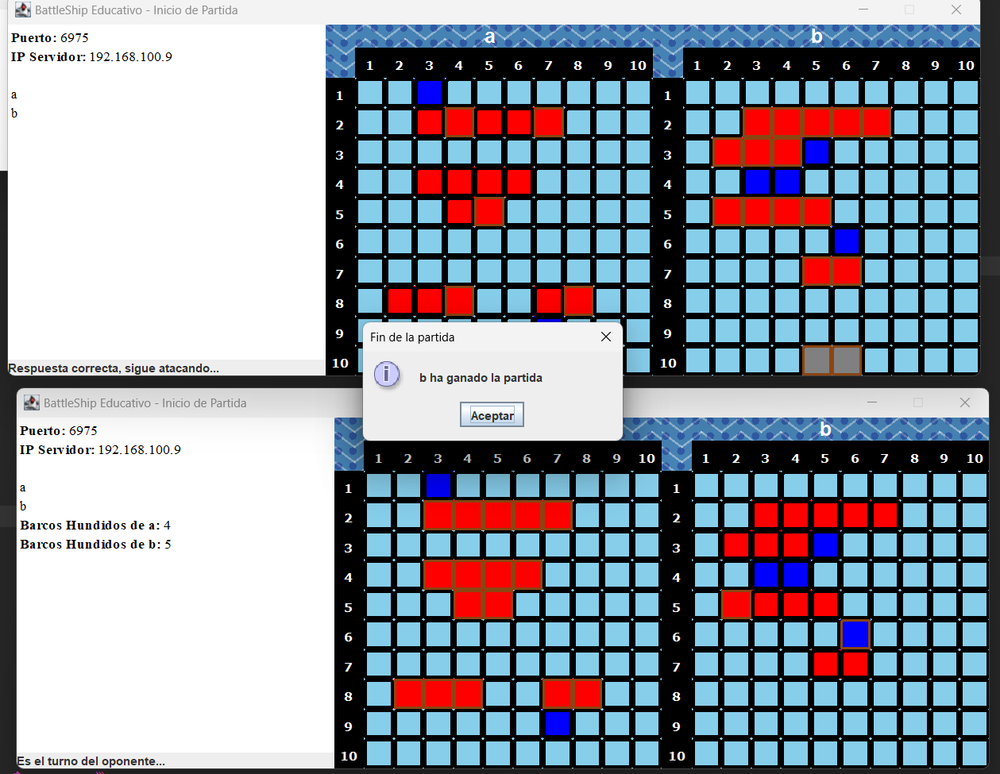 BattleShip Educativo - Inicio de Partida
Puerto: 6975
IP Servidor: 192.168.100.9
a
b
a
1 2 3 4 5 6 7 8 9 10
1
2
3
4
5
6
7
8
9
10
b
1 2 3 4 5 6 7 8 9 10
1
2
3
4
5
6
7
8
9
10
Respuesta correcta, sigue atacando...
Fin de la partida
b ha ganado la partida
Aceptar
BattleShip Educativo - Inicio de Partida
Puerto: 6975
IP Servidor: 192.168.100.9
a
b
Barcos Hundidos de a: 4
Barcos Hundidos de b: 5
1 2 3 4 5 6 7 8 9 10
1
2
3
4
5
6
7
8
9
10
b
1 2 3 4 5 6 7 8 9 10
1
2
3
4
5
6
7
8
9
10
Es el turno del oponente...